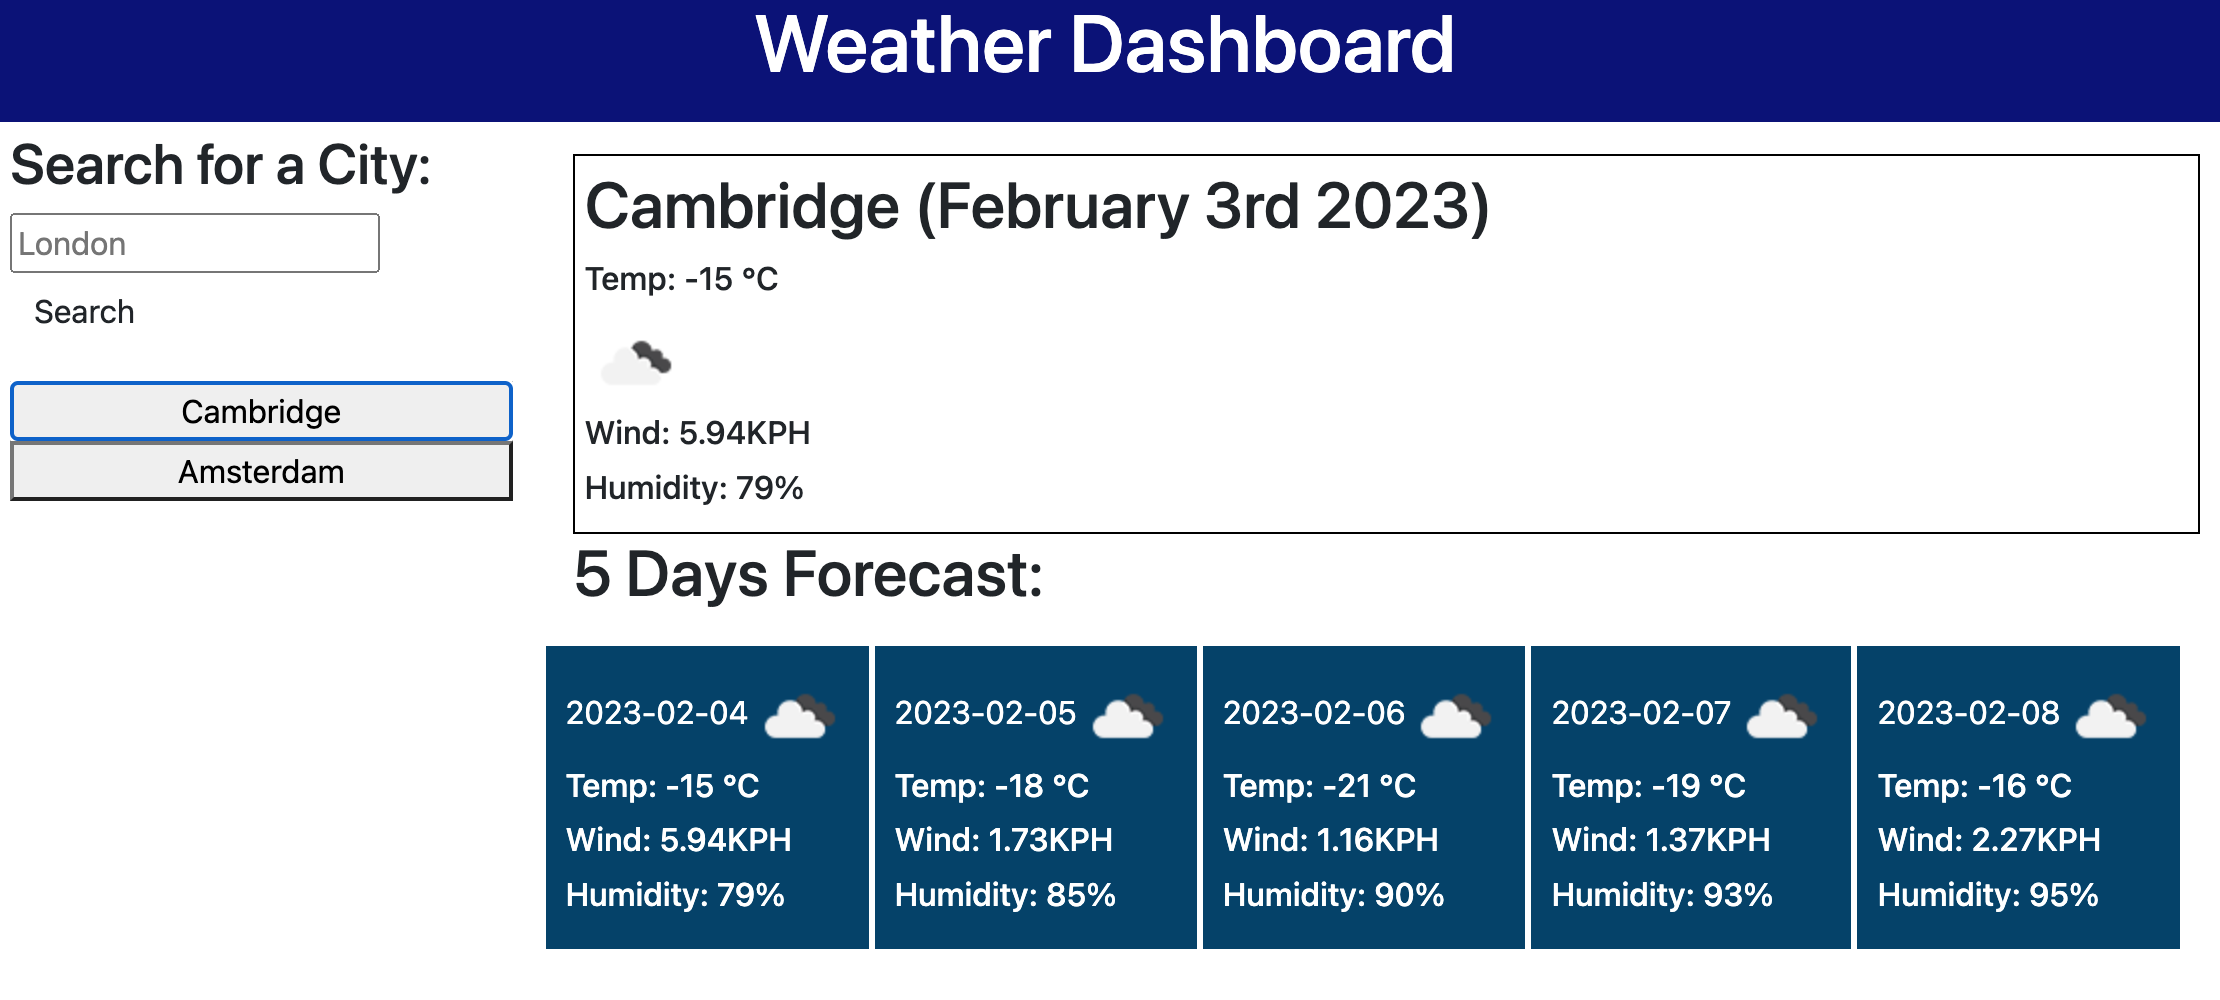 Weather Dashboard
Search for a City:
London
Search
Cambridge
Amsterdam
Cambridge (February 3rd 2023)
Temp: -15 °C
Wind: 5.94KPH
Humidity: 79%
5 Days Forecast:
2023-02-04
Temp: -15 °C
Wind: 5.94KPH
Humidity: 79%
2023-02-05
Temp: -18 °C
Wind: 1.73KPH
Humidity: 85%
2023-02-06
Temp: -21 °C
Wind: 1.16KPH
Humidity: 90%
2023-02-07
Temp: -19 °C
Wind: 1.37KPH
Humidity: 93%
2023-02-08
Temp: -16 °C
Wind: 2.27KPH
Humidity: 95%